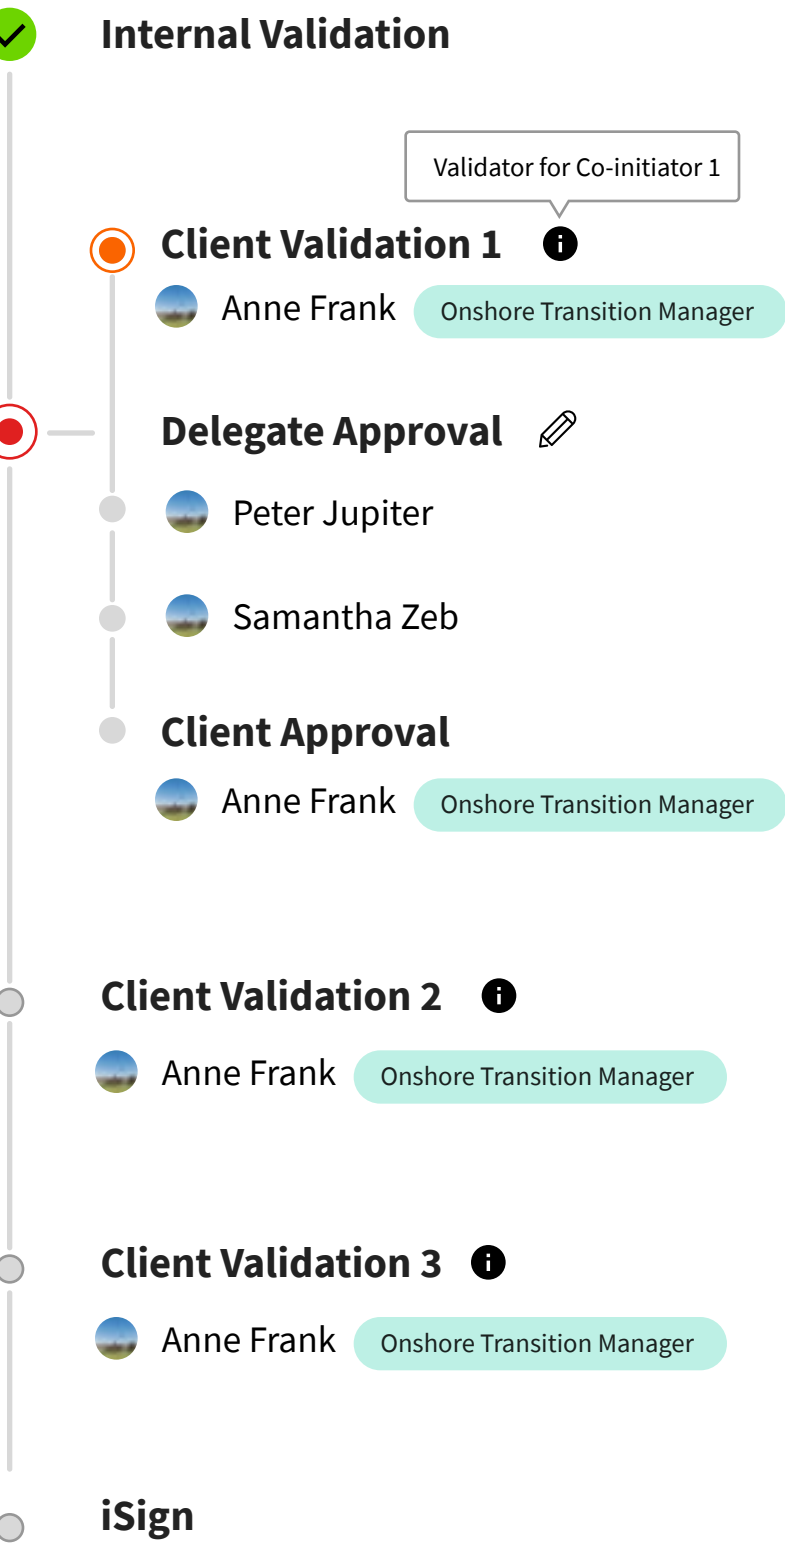 Internal Validation
Validator for Co-initiator 1
Client Validation 1
Anne Frank Onshore Transition Manager
Delegate Approval
Peter Jupiter
Samantha Zeb
Client Approval
Anne Frank Onshore Transition Manager
Client Validation 2
Anne Frank Onshore Transition Manager
Client Validation 3
Anne Frank Onshore Transition Manager
iSign